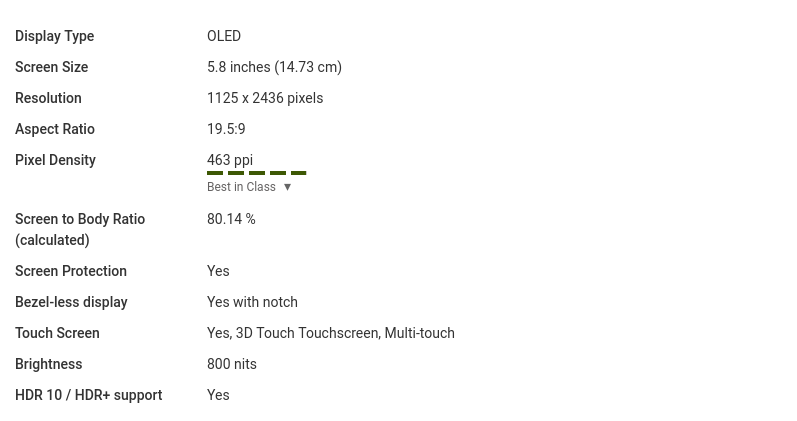 Display Type OLED
Screen Size 5.8 inches (14.73 cm)
Resolution 1125 x 2436 pixels
Aspect Ratio 19.5:9
Pixel Density 463 ppi
Best in Class ▼
Screen to Body Ratio 80.14 %
(calculated)
Screen Protection Yes
Bezel-less display Yes with notch
Touch Screen Yes, 3D Touch Touchscreen, Multi-touch
Brightness 800 nits
HDR 10 / HDR+ support Yes